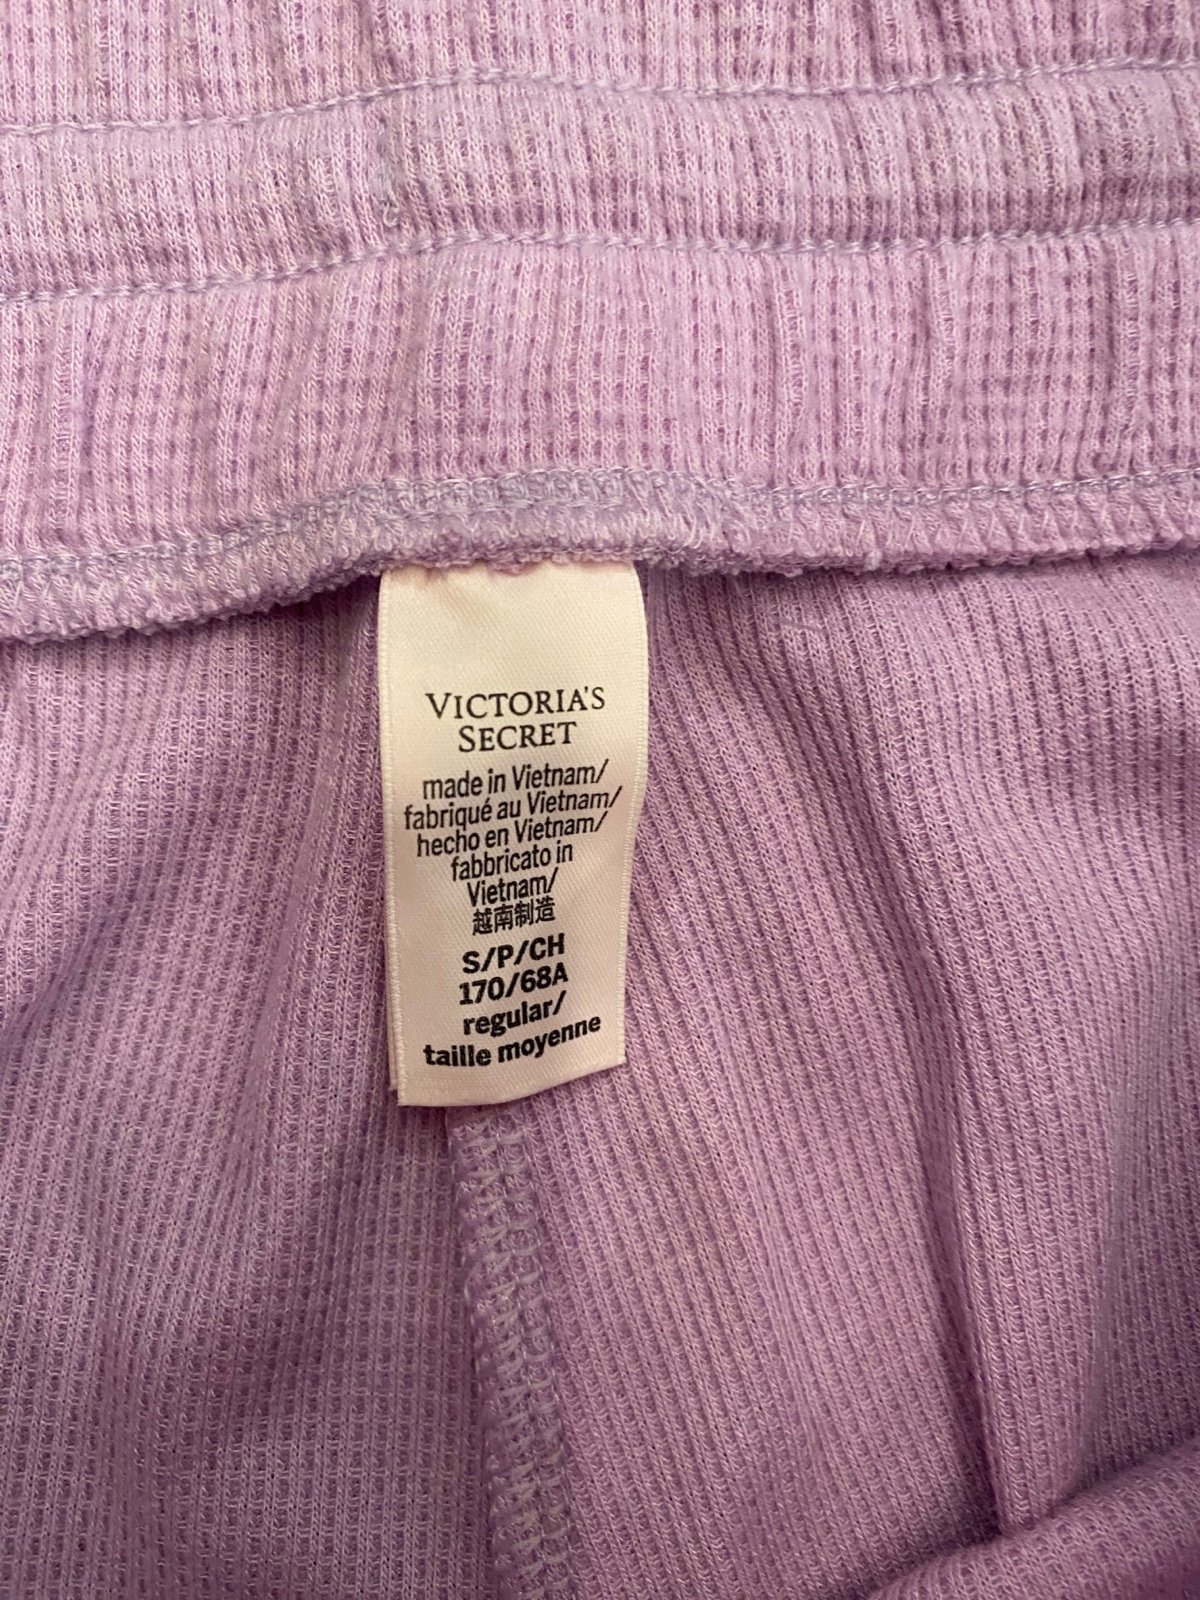 VICTORIA'S
SECRET
made in Vietnam/
fabriqué au Vietnam/
hecho en Vietnam/
fabbricato in
Vietnam/
越南制造
S/P/CH
170/68A
regular/
taille moyenne